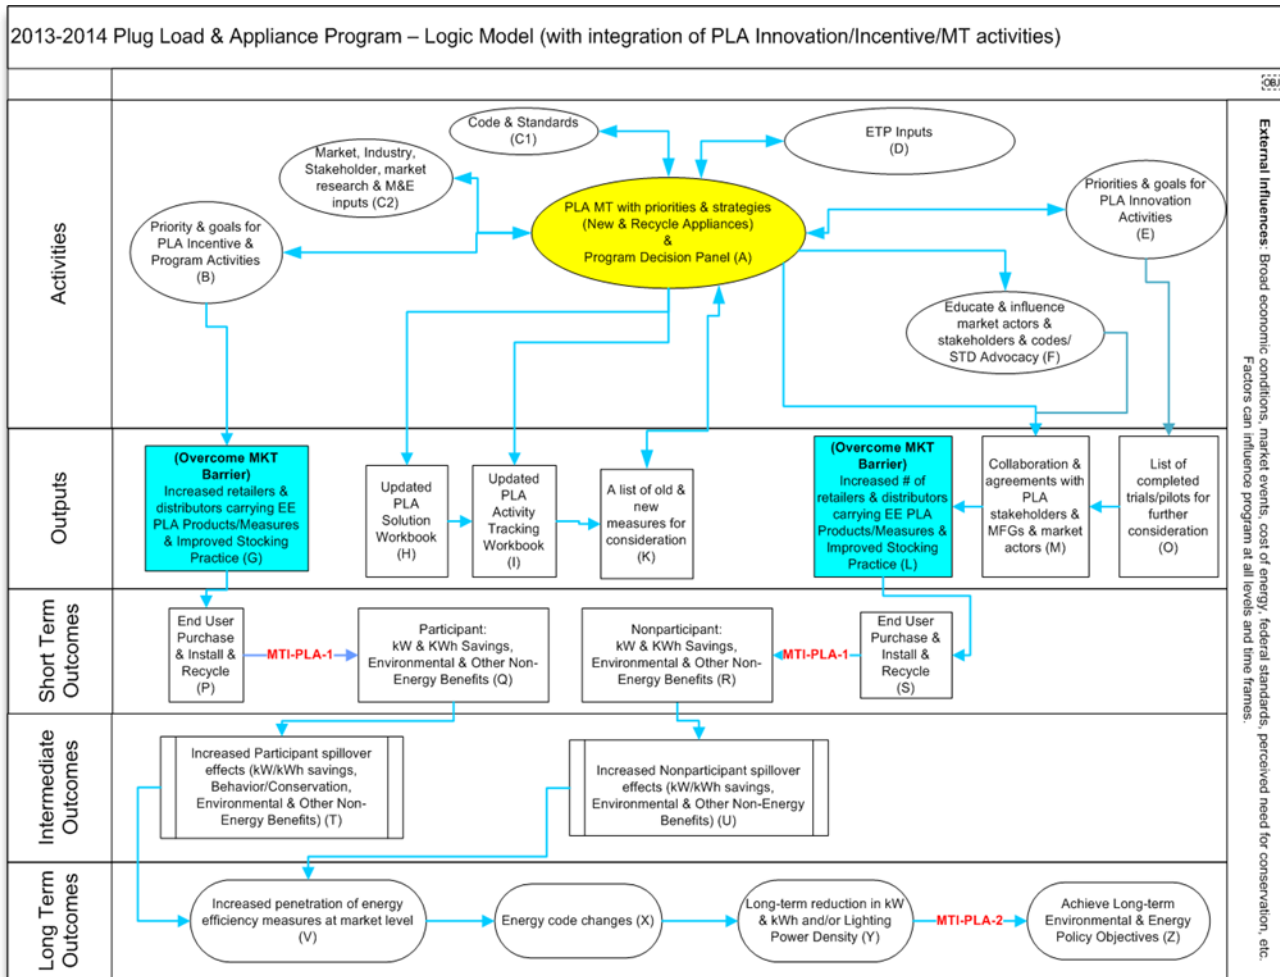 2013-2014 Plug Load & Appliance Program – Logic Model (with integration of PLA Innovation/Incentive/MT activities)
OBJ
Activities
Code & Standards
(C1)
ETP Inputs
(D)
Market, Industry,
Stakeholder, market
research & M&E
inputs (C2)
Priority & goals for
PLA Incentive &
Program Activities
(B)
PLA MT with priorities & strategies
(New & Recycle Appliances)
&
Program Decision Panel (A)
Priorities & goals for
PLA Innovation
Activities
(E)
Educate & influence
market actors &
stakeholders & codes/
STD Advocacy (F)
Outputs
(Overcome MKT
Barrier)
Increased retailers &
distributors carrying EE
PLA Products/Measures
& Improved Stocking
Practice (G)
Updated
PLA
Solution
Workbook
(H)
Updated
PLA
Activity
Tracking
Workbook
(I)
A list of old &
new
measures for
consideration
(K)
(Overcome MKT
Barrier)
Increased # of
retailers & distributors
carrying EE PLA
Products/Measures &
Improved Stocking
Practice (L)
Collaboration &
agreements with
PLA
stakeholders &
MFGs & market
actors (M)
List of
completed
trials/pilots for
further
consideration
(O)
Short Term
Outcomes
End User
Purchase
& Install &
Recycle
(P)
MTI-PLA-1
Participant:
kW & KWh Savings,
Environmental & Other Non-
Energy Benefits (Q)
Nonparticipant:
kW & KWh Savings,
Environmental & Other Non-
Energy Benefits (R)
MTI-PLA-1
End User
Purchase &
Install &
Recycle
(S)
Intermediate
Outcomes
Increased Participant spillover
effects (kW/kWh savings,
Behavior/Conservation,
Environmental & Other Non-
Energy Benefits) (T)
Increased Nonparticipant spillover
effects (kW/kWh savings,
Environmental & Other Non-Energy
Benefits) (U)
Long Term
Outcomes
Increased penetration of energy
efficiency measures at market level
(V)
Energy code changes (X)
Long-term reduction in kW
& kWh and/or Lighting
Power Density (Y)
MTI-PLA-2
Achieve Long-term
Environmental & Energy
Policy Objectives (Z)
External Influences: Broad economic conditions, market events, cost of energy, federal standards, perceived need for conservation, etc.
Factors can influence program at all levels and time frames.